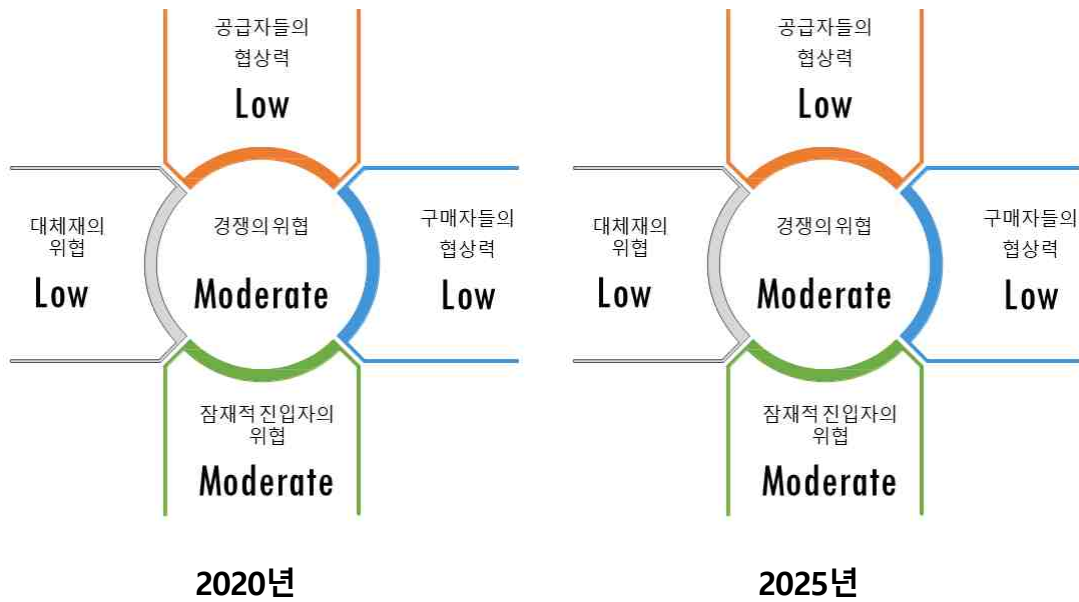 공급자들의
협상력
Low
대체재의
위협
Low
경쟁의 위협
Moderate
구매자들의
협상력
Low
잠재적 진입자의
위협
Moderate
2020년
공급자들의
협상력
Low
대체재의
위협
Low
경쟁의 위협
Moderate
구매자들의
협상력
Low
잠재적 진입자의
위협
Moderate
2025년